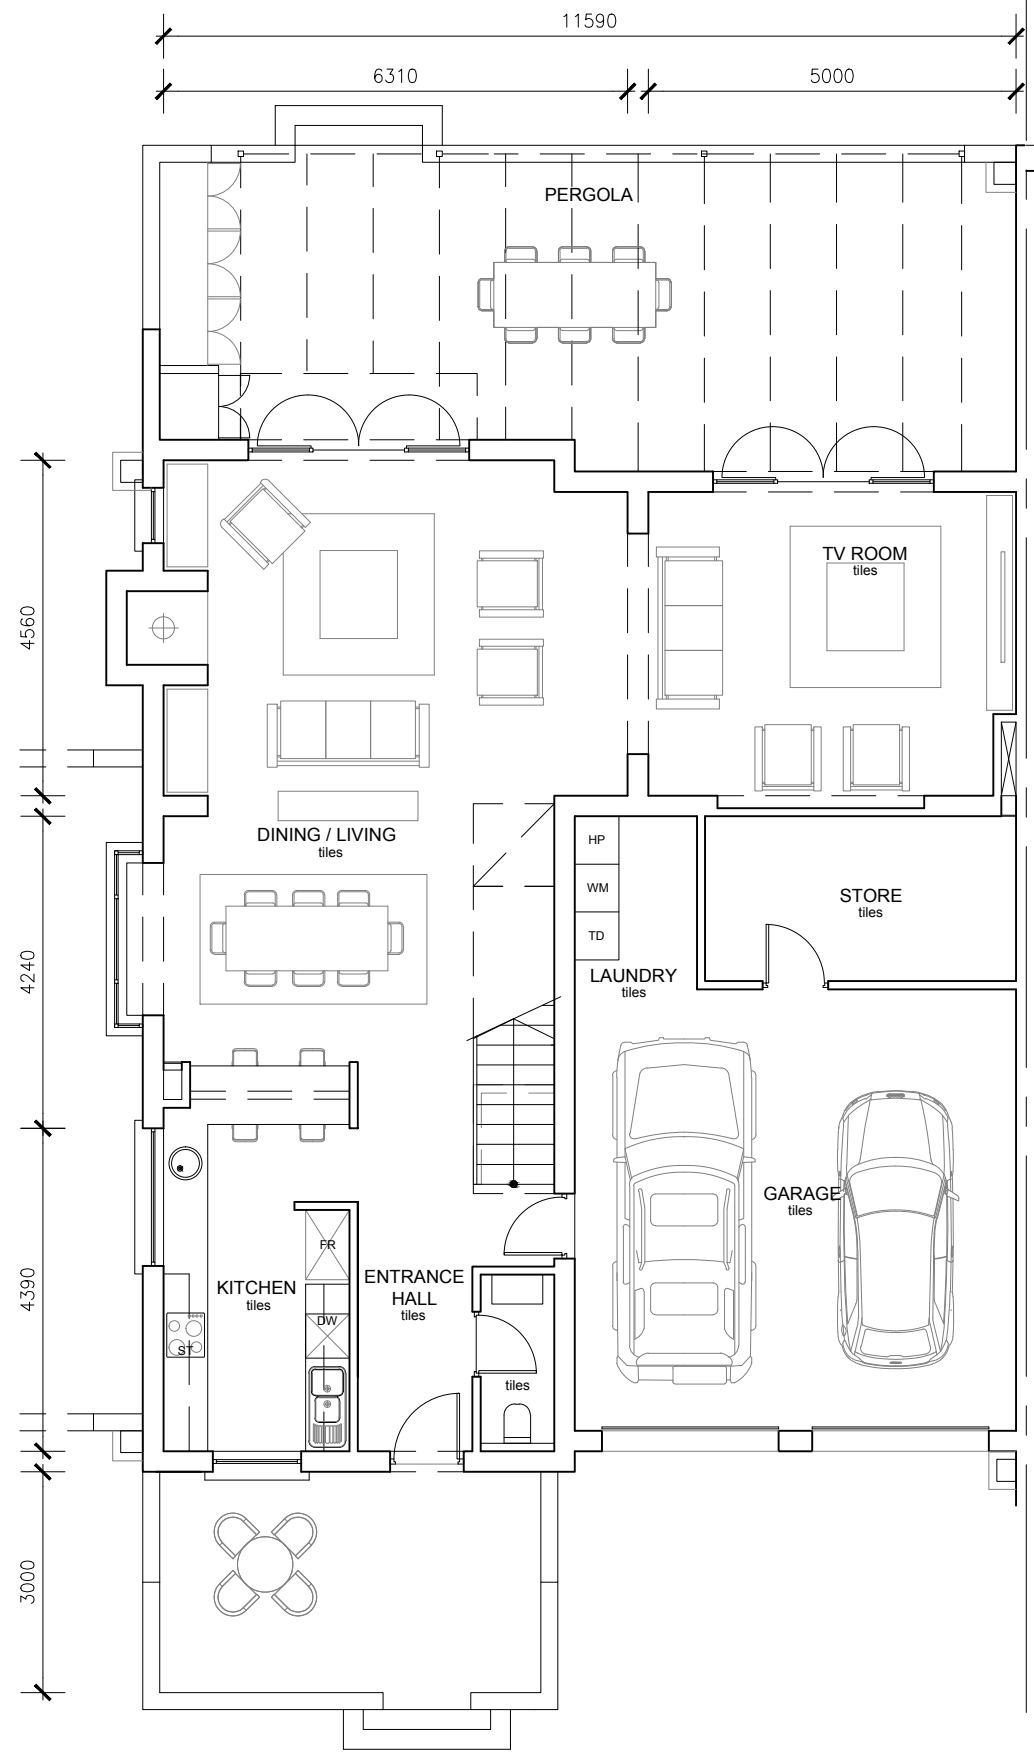 11590
6310
5000
PERGOLA
TV ROOM
tiles
4560
DINING / LIVING
tiles
HP
WM
TD
STORE
tiles
LAUNDRY
tiles
4240
GARAGE
tiles
FR
KITCHEN
tiles
ENTRANCE
HALL
tiles
DW
ST
tiles
4390
3000